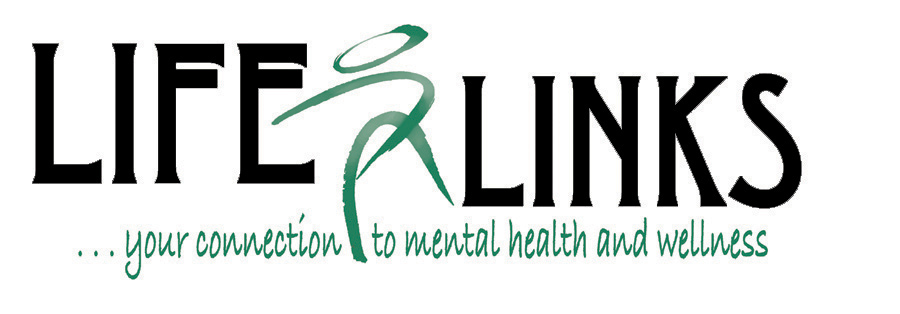 LIFE LINKS
. . . your connection to mental health and wellness